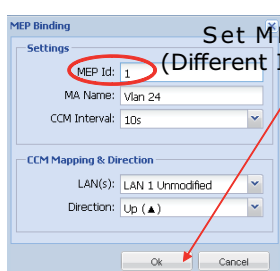 MEP Binding
Set
Settings
MEP Id: 1
(Different
MA Name: Vlan 24
CCM Interval: 10s
CCM Mapping & Direction
LAN(s): LAN 1 Unmodified
Direction: Up (▲)
Ok Cancel